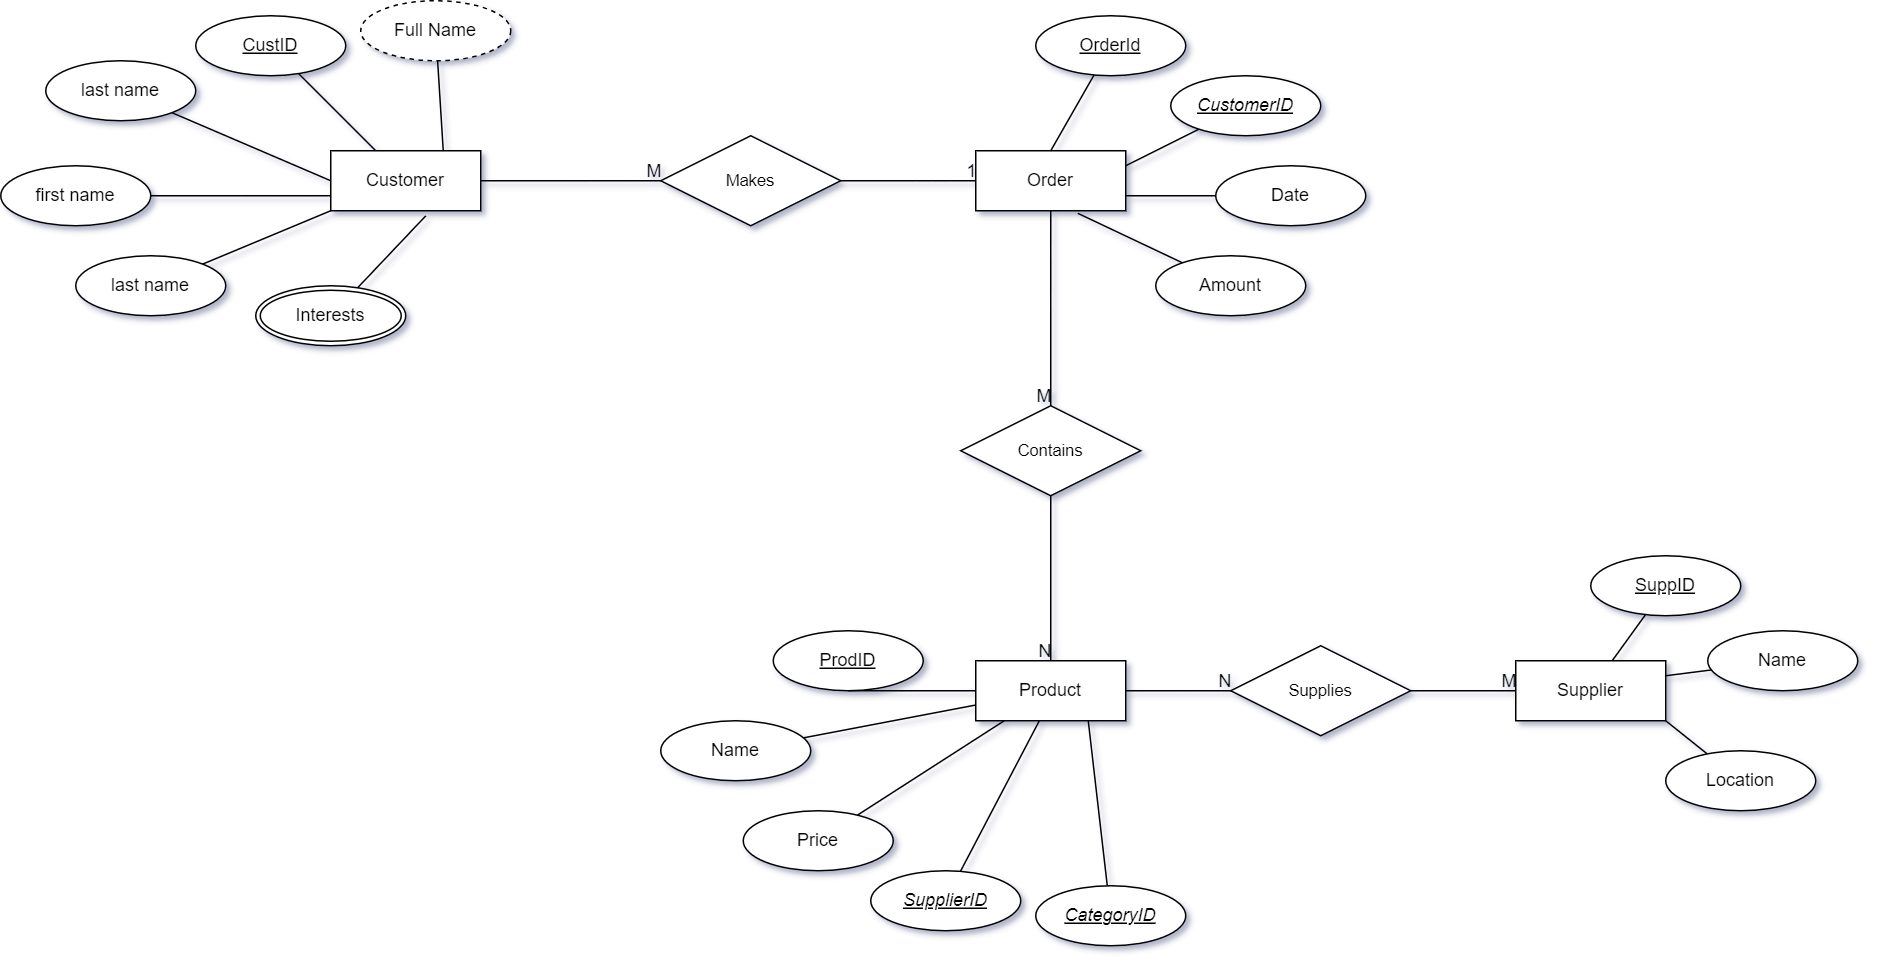 Full Name
CustID
OrderId
last name
CustomerID
M
Makes
1
Customer
Order
first name
Date
last name
Amount
Interests
M
Contains
SuppID
N
ProdID
Name
Product
N
Supplies
M
Supplier
Name
Location
Price
SupplierID
CategoryID